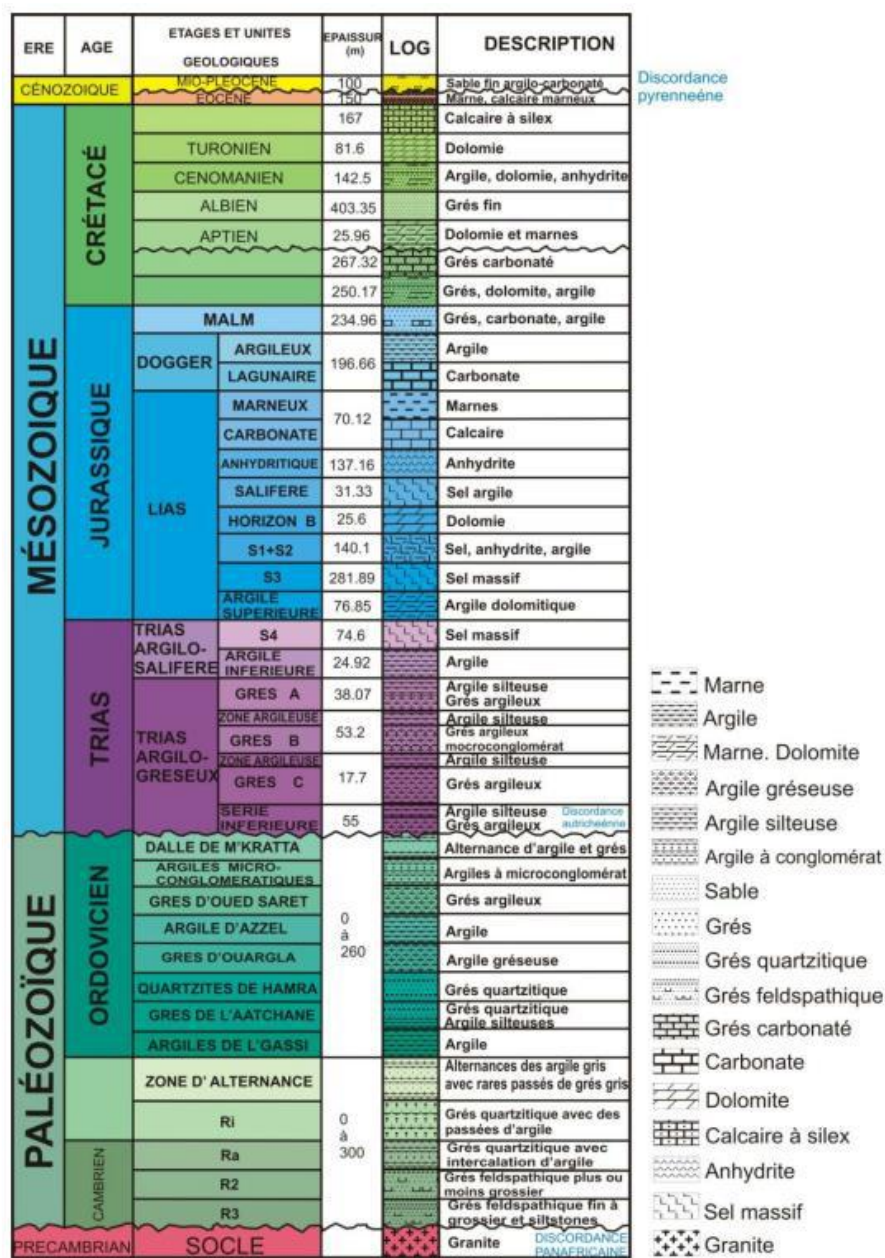 ERE
AGE
ETAGES ET UNITES
GEOLOGIQUES
EPAISSUR
(m)
LOG
DESCRIPTION
CÉNOZOIQUE
MIO-PLEOCENE
100
Sable fin argilo-carbonaté
Discordance
pyrenneéne
EOCENE
150
Marne, calcaire marneux
MÉSOZOIQUE
CRÉTACÉ
167
Calcaire à silex
TURONIEN
81.6
Dolomie
CENOMANIEN
142.5
Argile, dolomie, anhydrite
ALBIEN
403.35
Grés fin
APTIEN
25.96
Dolomie et marnes
267.32
Grés carbonaté
250.17
Grés, dolomite, argile
JURASSIQUE
MALM
234.96
Grés, carbonate, argile
DOGGER
ARGILEUX
196.66
Argile
LAGUNAIRE
Carbonate
LIAS
MARNEUX
70.12
Marnes
CARBONATE
Calcaire
ANHYDRITIQUE
137.16
Anhydrite
SALIFERE
31.33
Sel argile
HORIZON B
25.6
Dolomie
S1+S2
140.1
Sel, anhydrite, argile
S3
281.89
Sel massif
ARGILE
SUPERIEURE
76.85
Argile dolomitique
TRIAS
TRIAS
ARGILO-
SALIFERE
S4
74.6
Sel massif
ARGILE
INFERIEURE
24.92
Argile
TRIAS
ARGILO-
GRESEUX
GRES A
38.07
Argile silteuse
Grés argileux
ZONE ARGILEUSE
53.2
Argile silteuse
GRES B
Grés argileux
mocroconglomérat
ZONE ARGILEUSE
17.7
Argile silteuse
GRES C
Grés argileux
SERIE
INFERIEURE
55
Argile silteuse
Grés argileux
Discordance
autricheénne
PALÉOZOÏQUE
ORDOVICIEN
DALLE DE M'KRATTA
0
à
260
Alternance d'argile et grés
ARGILES MICRO-
CONGLOMERATIQUES
Argiles à microconglomérat
GRES D'OUED SARET
Grés argileux
ARGILE D'AZZEL
Argile
GRES D'OUARGLA
Argile gréseuse
QUARTZITES DE HAMRA
Grés quartzitique
GRES DE L'AATCHANE
Grés quartzitique
Argile silteuses
ARGILES DE L'GASSI
Argile
ZONE D' ALTERNANCE
0
à
300
Alternances des argile gris
avec rares passés de grés gris
Ri
Grés quartzitique avec des
passées d'argile
CAMBRIEN
Ra
Grés quartzitique avec
intercalation d'argile
R2
Grés feldspathique plus ou
moins grossier
R3
Grés feldspathique fin à
grossier et siltstones
PRECAMBRIAN
SOCLE
Granite
DISCORDANCE
PANAFRICAINE
Marne
Argile
Marne. Dolomite
Argile gréseuse
Argile silteuse
Argile à conglomérat
Sable
Grés
Grés quartzitique
Grés feldspathique
Grés carbonaté
Carbonate
Dolomite
Calcaire à silex
Anhydrite
Sel massif
Granite